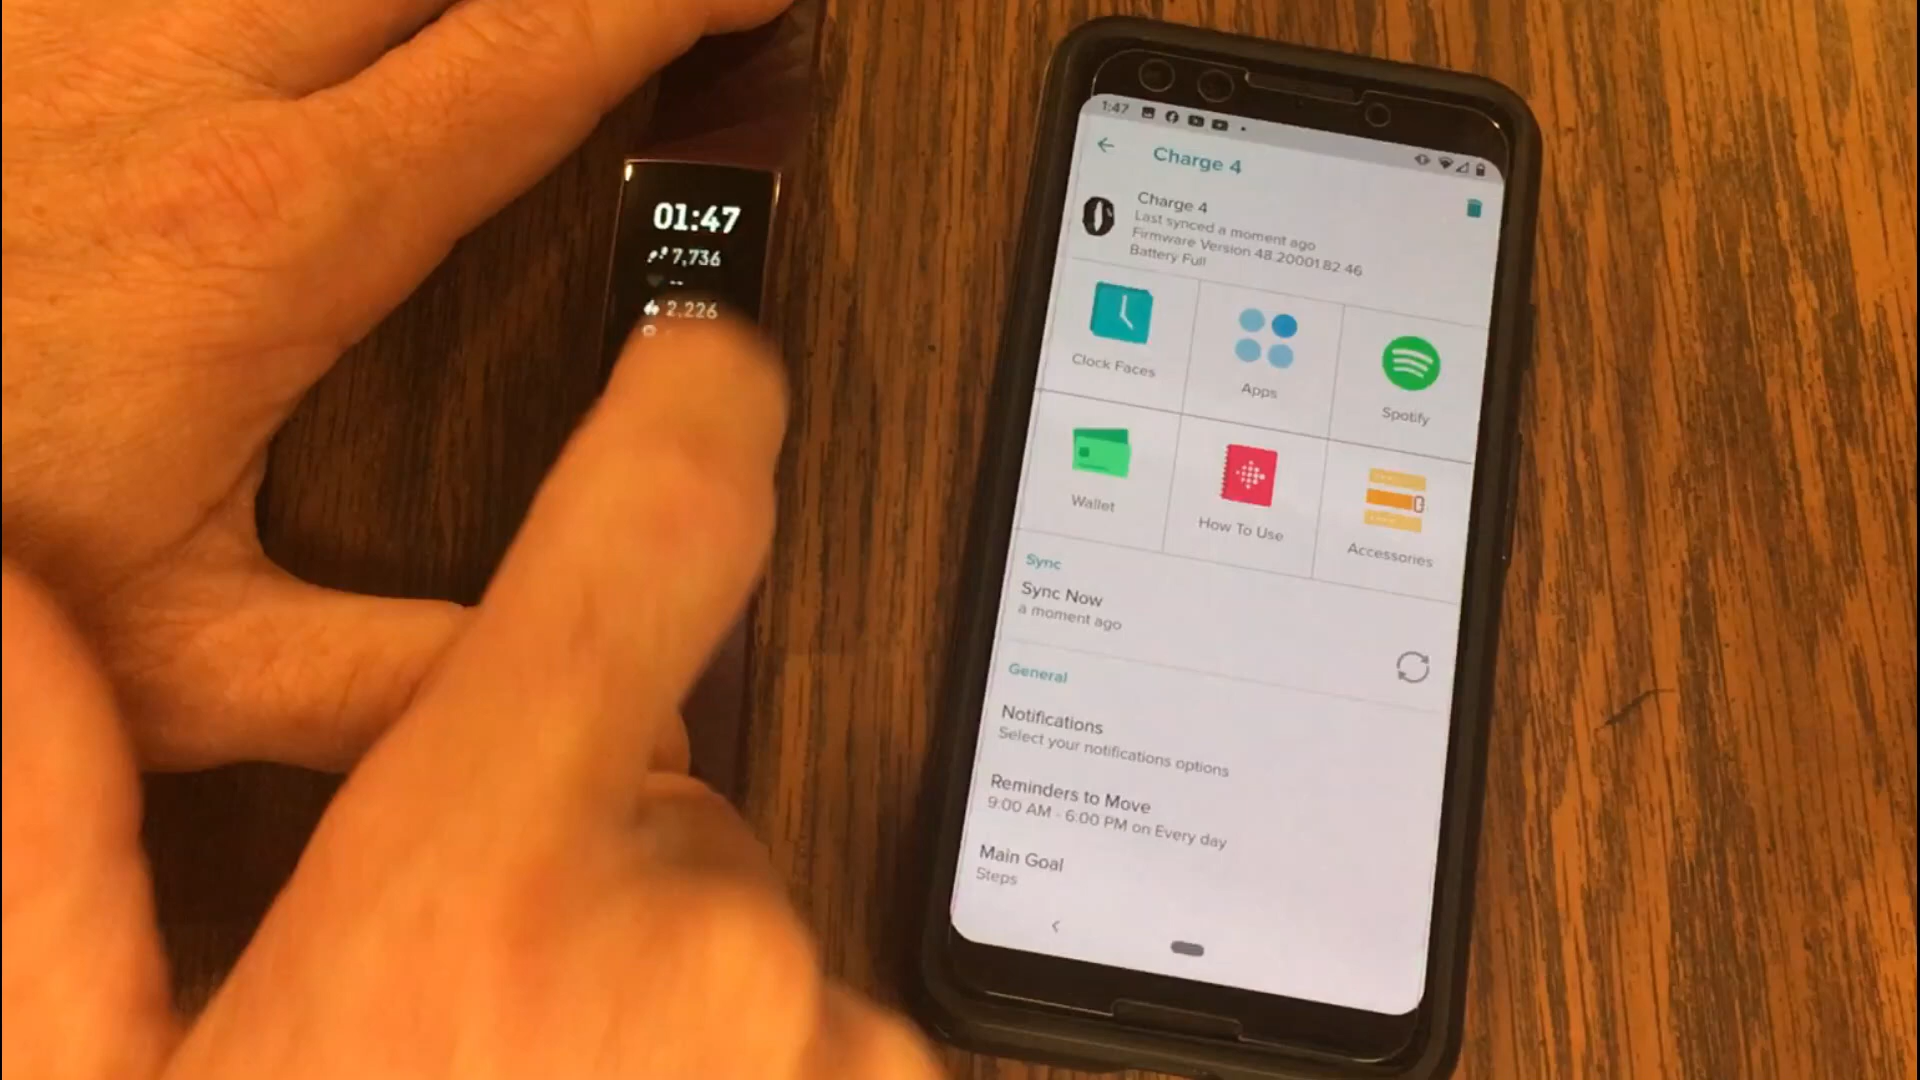 01:47
7,736
--
2,226
1:47
Charge 4
Charge 4
Last synced a moment ago
Firmware Version 48.20001.82.46
Battery Full
Clock Faces
Apps
Spotify
Wallet
How To Use
Accessories
Sync
Sync Now
a moment ago
General
Notifications
Select your notifications options
Reminders to Move
9:00 AM - 6:00 PM on Every day
Main Goal
Steps